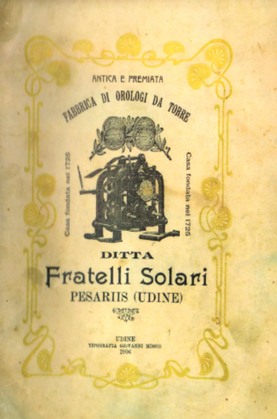 ANTICA E PREMIATA
FABBRICA DI OROLOGI DA TORRE
Casa fondata nel 1725
Casa fondata nel 1725
DITTA
Fratelli Solari
PESARIIS (UDINE)
UDINE
TIPOGRAFIA GIOVANNI
1906